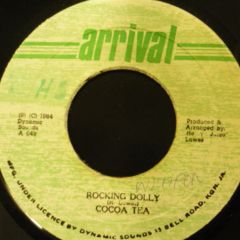 arrival
(P) (C) 1984
Dynamic
Sounds
Produced &
Arranged by
Lawes
ROCKING DOLLY
COCOA TEA
MFG. UNDER LICENCE BY DYNAMIC SOUNDS 15 BELL ROAD, KGN. JA.